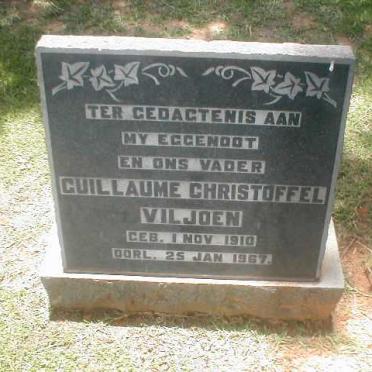 TER GEDAGTENIS AAN
MY EGGENOOT
EN ONS VADER
GUILLAUME CHRISTOFFEL
VILJOEN
GEB. 1 NOV. 1910
OORL. 25 JAN 1967.